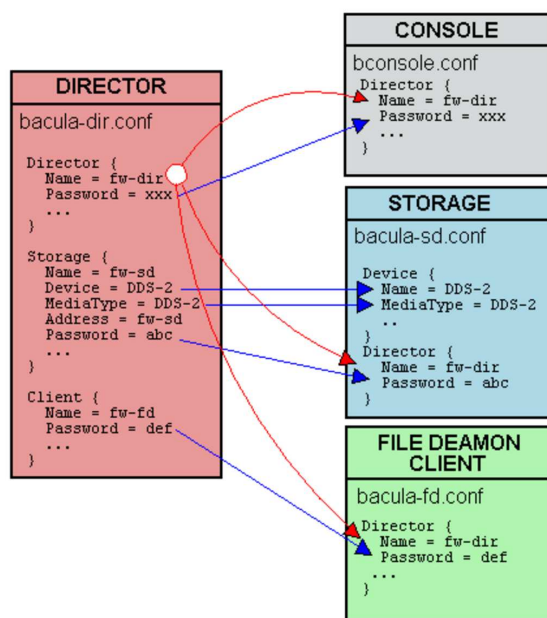 DIRECTOR
bacula-dir.conf
Director {
Name = fw-dir
Password = xxx
...
}
Storage {
Name = fw-sd
Device = DDS-2
MediaType = DDS-2
Address = fw-sd
Password = abc
...
}
Client {
Name = fw-fd
Password = def
...
}
CONSOLE
bconsole.conf
Director {
Name = fw-dir
Password = xxx
...
}
STORAGE
bacula-sd.conf
Device {
Name = DDS-2
MediaType = DDS-2
..
}
Director {
Name = fw-dir
Password = abc
}
FILE DEAMON
CLIENT
bacula-fd.conf
Director {
Name = fw-dir
Password = def
...
}